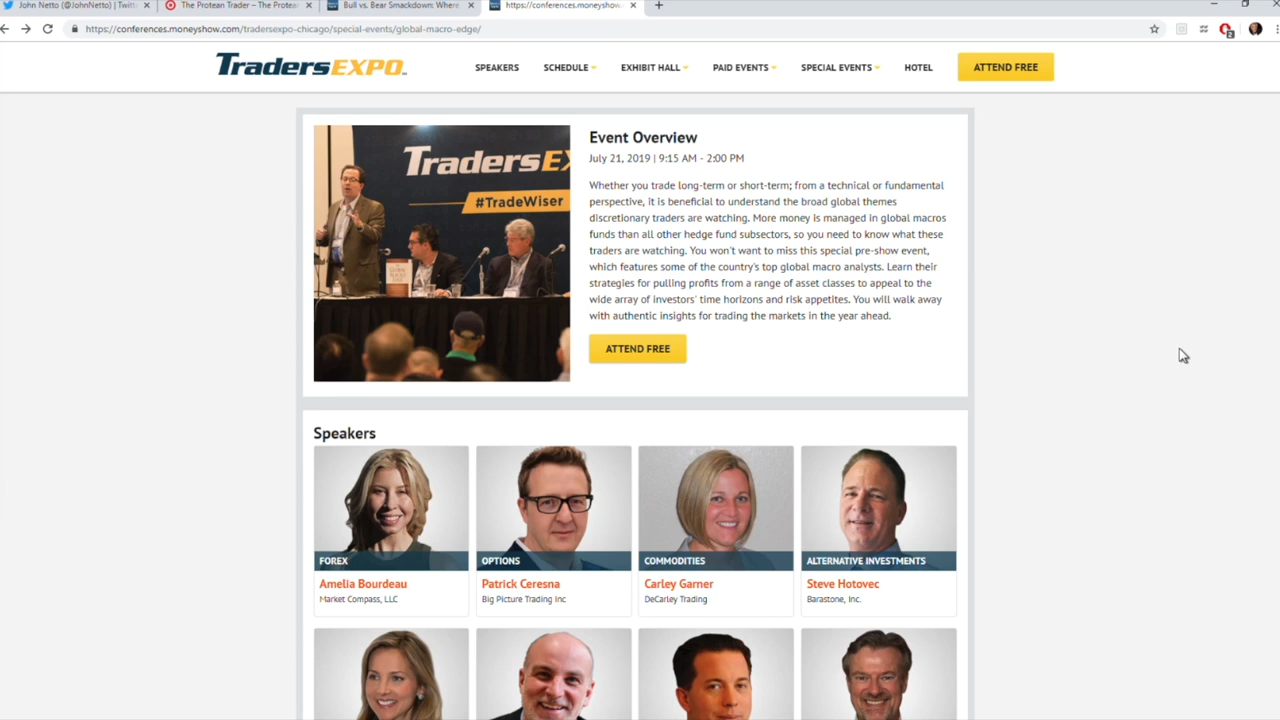 John Netto (@JohnNetto) | Twitt
The Protean Trader – The Protea
Bull vs. Bear Smackdown: Where
https://conferences.moneyshow.
https://conferences.moneyshow.com/tradersexpo-chicago/special-events/global-macro-edge/
TradersEXPO
SPEAKERS
SCHEDULE
EXHIBIT HALL
PAID EVENTS
SPECIAL EVENTS
HOTEL
ATTEND FREE
TradersEX
#TradeWiser
Event Overview
July 21, 2019 | 9:15 AM - 2:00 PM
Whether you trade long-term or short-term; from a technical or fundamental
perspective, it is beneficial to understand the broad global themes
discretionary traders are watching. More money is managed in global macros
funds than all other hedge fund subsectors, so you need to know what these
traders are watching. You won't want to miss this special pre-show event,
which features some of the country's top global macro analysts. Learn their
strategies for pulling profits from a range of asset classes to appeal to the
wide array of investors' time horizons and risk appetites. You will walk away
with authentic insights for trading the markets in the year ahead.
ATTEND FREE
Speakers
FOREX
Amelia Bourdeau
Market Compass, LLC
OPTIONS
Patrick Ceresna
Big Picture Trading Inc
COMMODITIES
Carley Garner
DeCarley Trading
ALTERNATIVE INVESTMENTS
Steve Hotovec
Barastone, Inc.